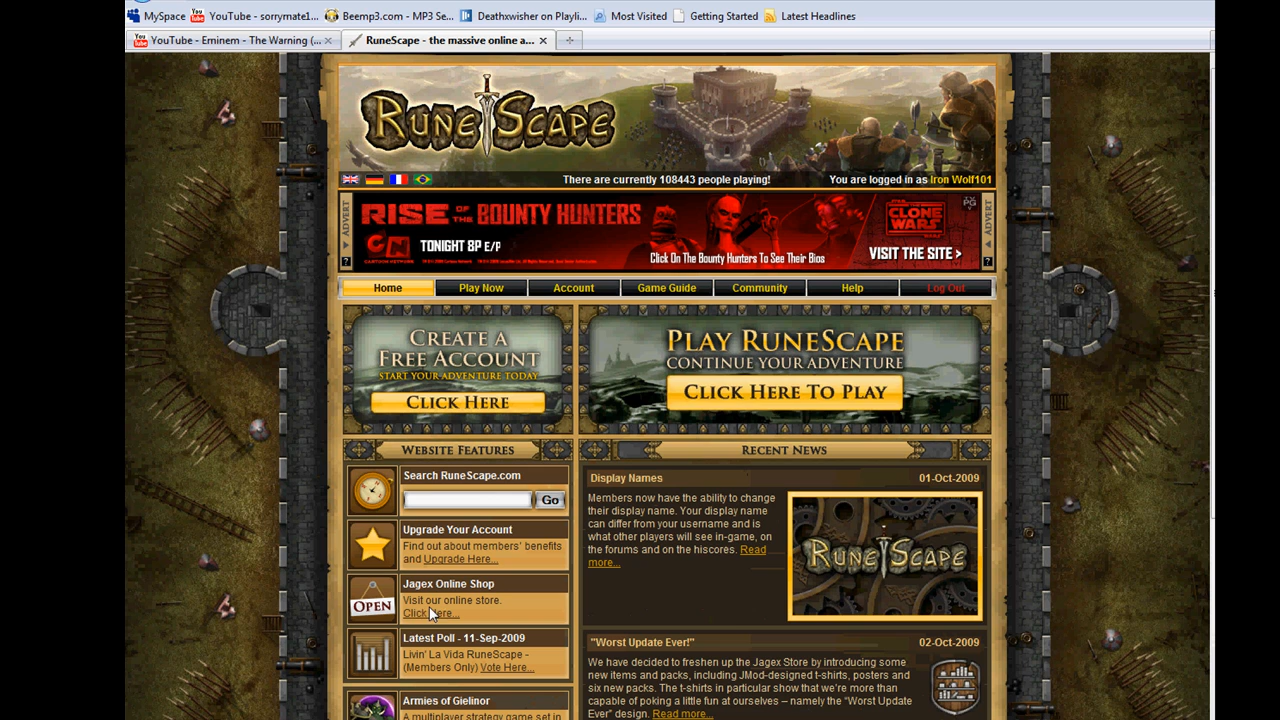 MySpace YouTube - sorrymate1... Beemp3.com - MP3 Se... Deathxwisher on Playli... Most Visited Getting Started Latest Headlines
YouTube - Eminem - The Warning (... RuneScape - the massive online a...
RUNESCAPE
There are currently 108443 people playing! You are logged in as Iron Wolf101
ADVERT
RISE OF THE BOUNTY HUNTERS
CN CARTOON NETWORK TONIGHT 8P E/P
Click On The Bounty Hunters To See Their Bios
STAR WARS
CLONE WARS
TV PG V
VISIT THE SITE >
ADVERT
Home Play Now Account Game Guide Community Help Log Out
CREATE A
FREE ACCOUNT
START YOUR ADVENTURE TODAY
CLICK HERE
PLAY RUNESCAPE
CONTINUE YOUR ADVENTURE
CLICK HERE TO PLAY
WEBSITE FEATURES
Search RuneScape.com
Go
Upgrade Your Account
Find out about members' benefits
and Upgrade Here...
Jagex Online Shop
OPEN
Visit our online store.
Click Here...
Latest Poll - 11-Sep-2009
Livin' La Vida RuneScape -
(Members Only) Vote Here...
Armies of Gielinor
A multiplayer strategy game set in
RECENT NEWS
Display Names 01-Oct-2009
Members now have the ability to change
their display name. Your display name
can differ from your username and is
what other players will see in-game, on
the forums and on the hiscores. Read
more...
RUNESCAPE
"Worst Update Ever!" 02-Oct-2009
We have decided to freshen up the Jagex Store by introducing some
new items and packs, including JMod-designed t-shirts, posters and
six new packs. The t-shirts in particular show that we're more than
capable of poking a little fun at ourselves – namely the "Worst Update
Ever" design. Read more...